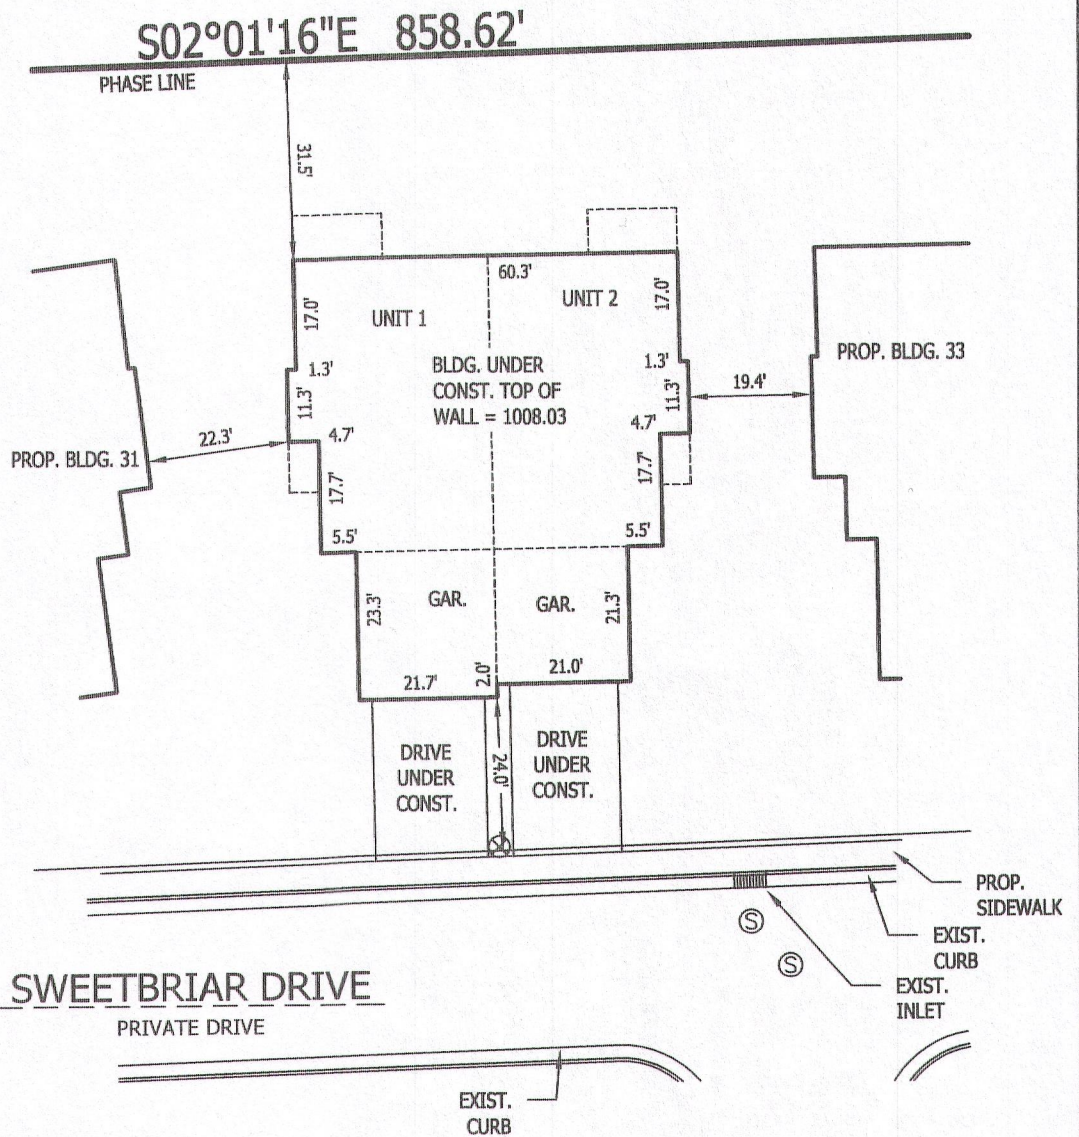 S02°01'16"E 858.62'
PHASE LINE
31.5'
60.3'
17.0'
UNIT 1
UNIT 2
17.0'
1.3'
BLDG. UNDER
CONST. TOP OF
WALL = 1008.03
1.3'
PROP. BLDG. 33
11.3'
11.3'
19.4'
4.7'
4.7'
22.3'
PROP. BLDG. 31
17.7'
17.7'
5.5'
5.5'
23.3'
GAR.
GAR.
21.3'
21.7'
2.0'
21.0'
DRIVE
UNDER
CONST.
24.0'
DRIVE
UNDER
CONST.
PROP.
SIDEWALK
S
EXIST.
CURB
S
EXIST.
INLET
SWEETBRIAR DRIVE
PRIVATE DRIVE
EXIST.
CURB